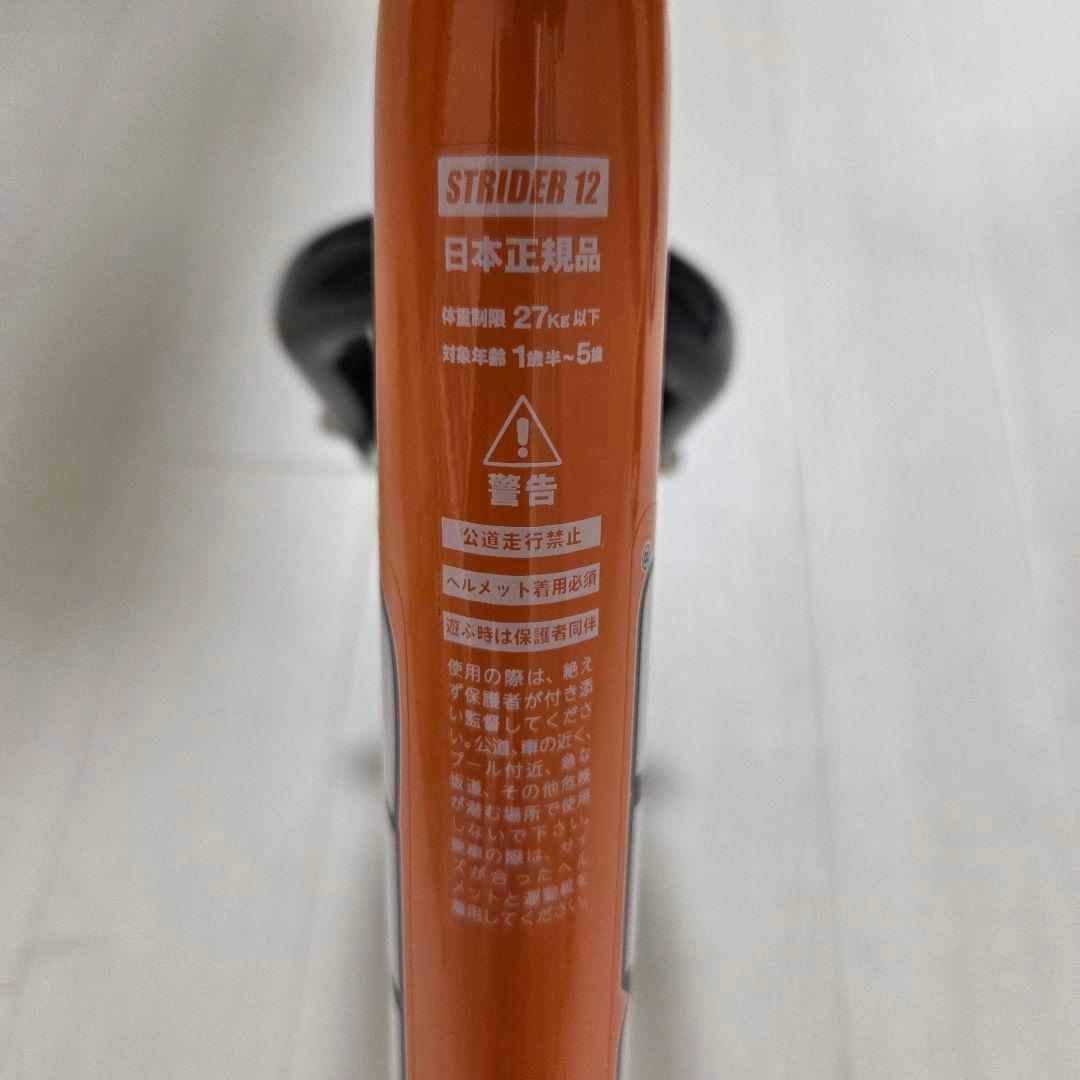 STRIDER 12
日本正規品
体重制限 27Kg 以下
対象年齢 1歳半~5歳
警告
公道走行禁止
ヘルメット着用必須
遊ぶ時は保護者同伴
使用の際は、絶え
ず保護者が付き添
い監督してくださ
い。公道、車の近く、
プール付近、急な
坂道、その他危険
が潜む場所で使用
しないで下さい。
乗車の際は、サイ
ズが合ったヘル
メットと運動靴を
着用してください。